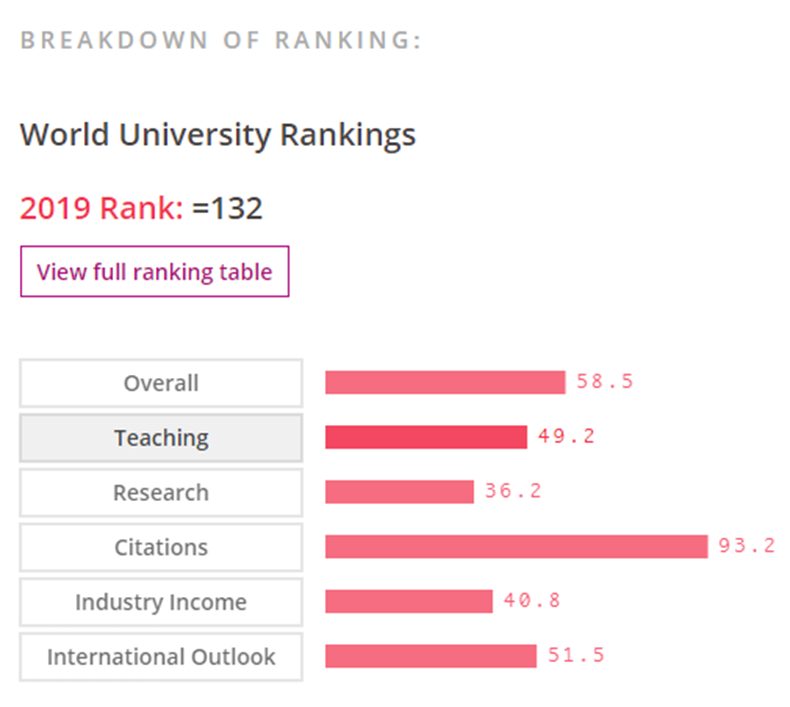 BREAKDOWN OF RANKING:
World University Rankings
2019 Rank: =132
View full ranking table
Overall 58.5
Teaching 49.2
Research 36.2
Citations 93.2
Industry Income 40.8
International Outlook 51.5